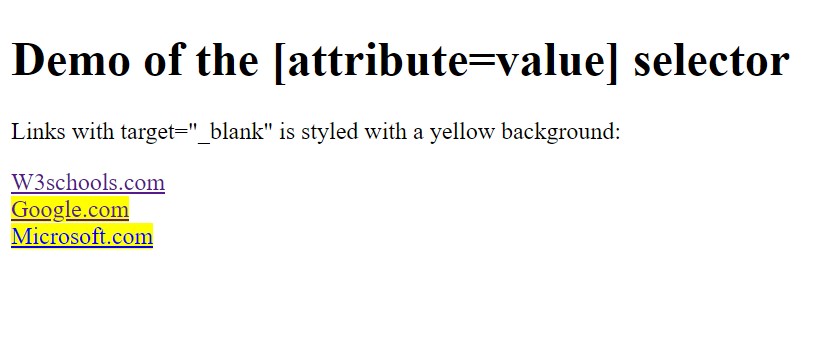 Demo of the [attribute=value] selector
Links with target="_blank" is styled with a yellow background:
W3schools.com
Google.com
Microsoft.com